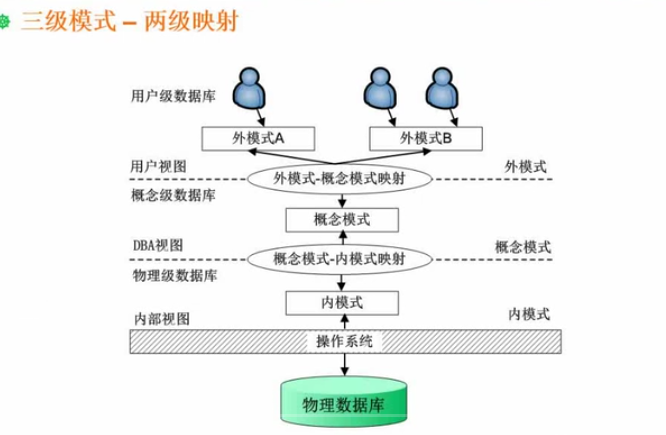 三级模式 – 两级映射
用户级数据库
外模式A
外模式B
用户视图
外模式-概念模式映射
外模式
概念级数据库
概念模式
DBA视图
概念模式-内模式映射
概念模式
物理级数据库
内模式
内部视图
内模式
操作系统
物理数据库